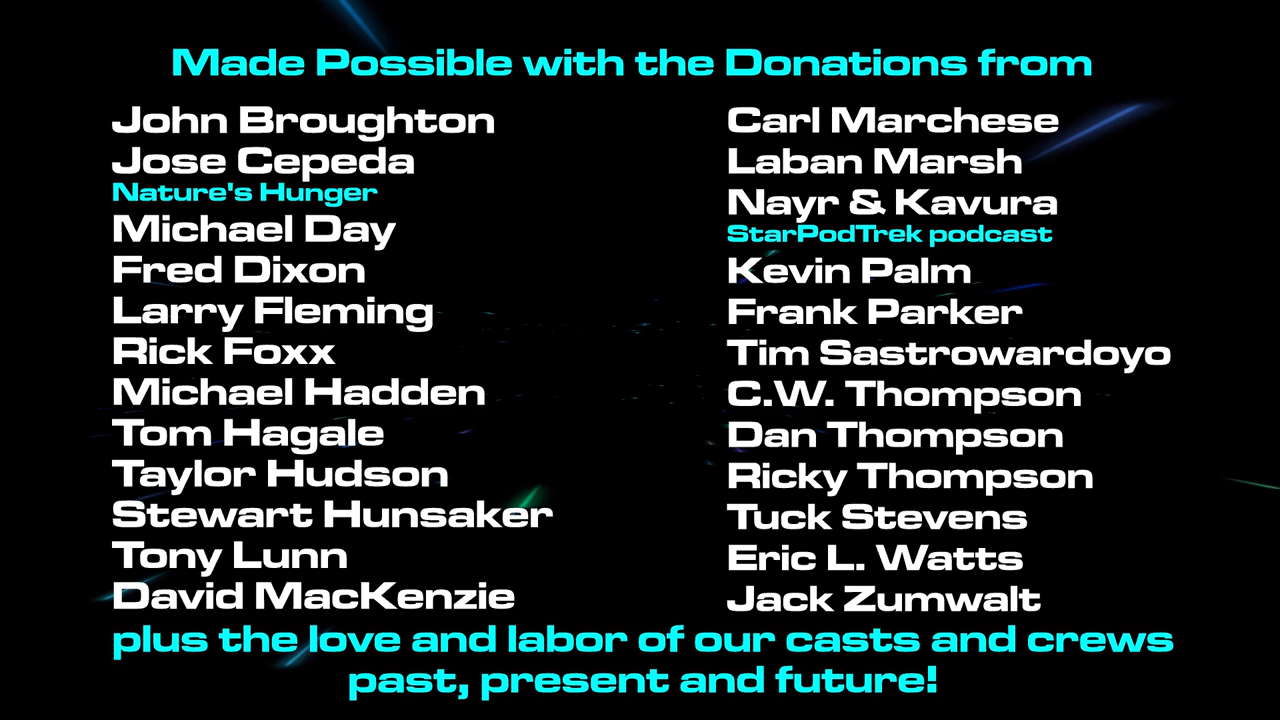 Made Possible with the Donations from
John Broughton
Jose Cepeda
Nature's Hunger
Michael Day
Fred Dixon
Larry Fleming
Rick Foxx
Michael Hadden
Tom Hagale
Taylor Hudson
Stewart Hunsaker
Tony Lunn
David MacKenzie
Carl Marchese
Laban Marsh
Nayr & Kavura
StarPodTrek podcast
Kevin Palm
Frank Parker
Tim Sastrowardoyo
C.W. Thompson
Dan Thompson
Ricky Thompson
Tuck Stevens
Eric L. Watts
Jack Zumwalt
plus the love and labor of our casts and crews
past, present and future!